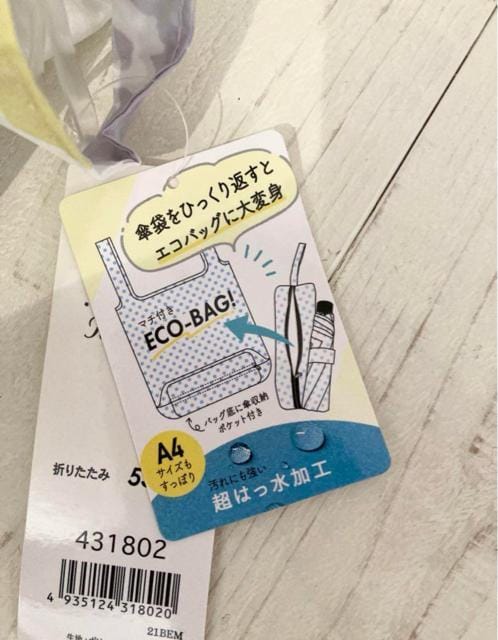 傘袋をひっくり返すと
エコバッグに大変身
マチ付き
ECO-BAG!
バッグ底に傘収納
ポケット付き
A4
サイズも
すっぽり
汚れにも強い
超はっ水加工
折りたたみ
431802
4 935124 318020
21BEM